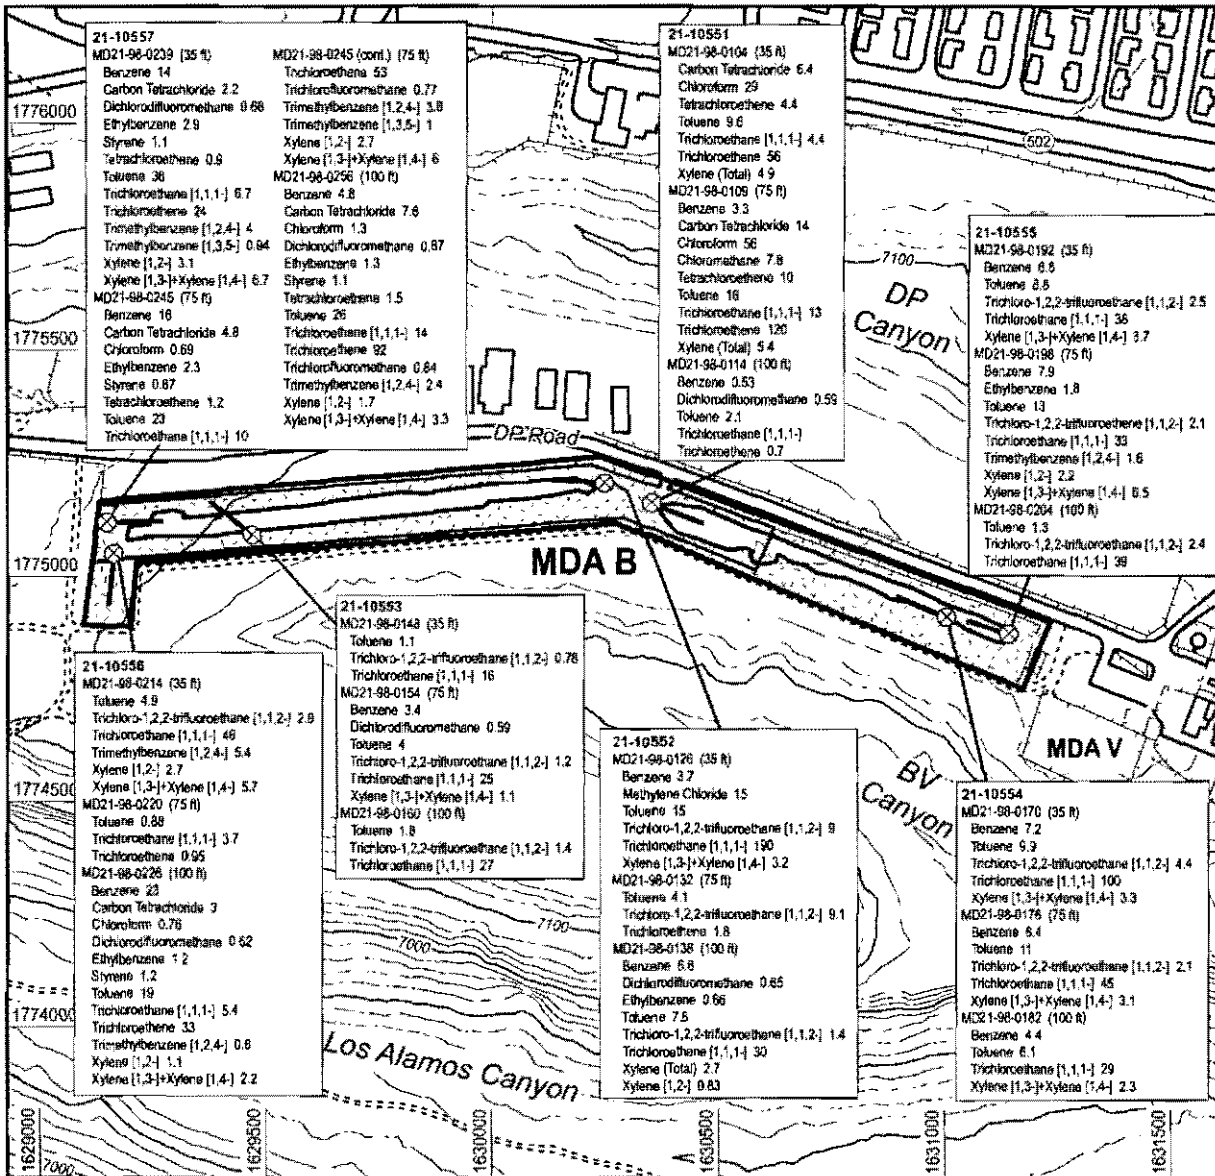 21-10557
MD21-98-0239 (35 ft)
Benzene 14
Carbon Tetrachloride 2.2
Dichlorodifluoromethane 0.68
Ethylbenzene 2.9
Styrene 1.1
Tetrachloroethene 0.9
Toluene 36
Trichloroethane [1,1,1-] 6.7
Trichloroethene 24
Trimethylbenzene [1,2,4-] 4
Trimethylbenzene [1,3,5-] 0.94
Xylene [1,2-] 3.1
Xylene [1,3-]+Xylene [1,4-] 6.7
MD21-98-0245 (75 ft)
Benzene 16
Carbon Tetrachloride 4.8
Chloroform 0.69
Ethylbenzene 2.3
Styrene 0.87
Tetrachloroethene 1.2
Toluene 23
Trichloroethane [1,1,1-] 10
MD21-98-0245 (cont.) (75 ft)
Trichloroethene 53
Trichlorofluoromethane 0.77
Trimethylbenzene [1,2,4-] 3.8
Trimethylbenzene [1,3,5-] 1
Xylene [1,2-] 2.7
Xylene [1,3-]+Xylene [1,4-] 6
MD21-98-0256 (100 ft)
Benzene 4.8
Carbon Tetrachloride 7.6
Chloroform 1.3
Dichlorodifluoromethane 0.87
Ethylbenzene 1.3
Styrene 1.1
Tetrachloroethene 1.5
Toluene 26
Trichloroethane [1,1,1-] 14
Trichloroethene 92
Trichlorofluoromethane 0.84
Trimethylbenzene [1,2,4-] 2.4
Xylene [1,2-] 1.7
Xylene [1,3-]+Xylene [1,4-] 3.3
21-10551
MD21-98-0104 (35 ft)
Carbon Tetrachloride 6.4
Chloroform 29
Tetrachloroethene 4.4
Toluene 9.6
Trichloroethane [1,1,1-] 4.4
Trichloroethene 56
Xylene (Total) 4.9
MD21-98-0109 (75 ft)
Benzene 3.3
Carbon Tetrachloride 14
Chloroform 56
Chloromethane 7.8
Tetrachloroethene 10
Toluene 16
Trichloroethane [1,1,1-] 13
Trichloroethene 120
Xylene (Total) 5.4
MD21-98-0114 (100 ft)
Benzene 0.53
Dichlorodifluoromethane 0.59
Toluene 2.1
Trichloroethane [1,1,1-]
Trichloroethene 0.7
502
7100
DP
Canyon
21-10555
MD21-98-0192 (35 ft)
Benzene 6.6
Toluene 8.8
Trichloro-1,2,2-trifluoroethane [1,1,2-] 2.5
Trichloroethane [1,1,1-] 36
Xylene [1,3-]+Xylene [1,4-] 3.7
MD21-98-0198 (75 ft)
Benzene 7.9
Ethylbenzene 1.8
Toluene 13
Trichloro-1,2,2-trifluoroethane [1,1,2-] 2.1
Trichloroethane [1,1,1-] 33
Trimethylbenzene [1,2,4-] 1.6
Xylene [1,2-] 2.2
Xylene [1,3-]+Xylene [1,4-] 6.5
MD21-98-0204 (100 ft)
Toluene 1.3
Trichloro-1,2,2-trifluoroethane [1,1,2-] 2.4
Trichloroethane [1,1,1-] 39
1776000
1775500
1775000
1774500
1774000
DP Road
MDA B
MDA V
21-10553
MD21-98-0148 (35 ft)
Toluene 1.1
Trichloro-1,2,2-trifluoroethane [1,1,2-] 0.78
Trichloroethane [1,1,1-] 16
MD21-98-0154 (75 ft)
Benzene 3.4
Dichlorodifluoromethane 0.59
Toluene 4
Trichloro-1,2,2-trifluoroethane [1,1,2-] 1.2
Trichloroethane [1,1,1-] 25
Xylene [1,3-]+Xylene [1,4-] 1.1
MD21-98-0160 (100 ft)
Toluene 1.8
Trichloro-1,2,2-trifluoroethane [1,1,2-] 1.4
Trichloroethane [1,1,1-] 27
21-10556
MD21-98-0214 (35 ft)
Toluene 4.9
Trichloro-1,2,2-trifluoroethane [1,1,2-] 2.8
Trichloroethane [1,1,1-] 46
Trimethylbenzene [1,2,4-] 5.4
Xylene [1,2-] 2.7
Xylene [1,3-]+Xylene [1,4-] 5.7
MD21-98-0220 (75 ft)
Toluene 0.88
Trichloroethane [1,1,1-] 3.7
Trichloroethene 0.95
MD21-98-0226 (100 ft)
Benzene 23
Carbon Tetrachloride 3
Chloroform 0.76
Dichlorodifluoromethane 0.62
Ethylbenzene 1.2
Styrene 1.2
Toluene 19
Trichloroethane [1,1,1-] 5.4
Trichloroethene 33
Trimethylbenzene [1,2,4-] 0.6
Xylene [1,2-] 1.1
Xylene [1,3-]+Xylene [1,4-] 2.2
21-10552
MD21-98-0126 (35 ft)
Benzene 3.7
Methylene Chloride 15
Toluene 15
Trichloro-1,2,2-trifluoroethane [1,1,2-] 9
Trichloroethane [1,1,1-] 190
Xylene [1,3-]+Xylene [1,4-] 3.2
MD21-98-0132 (75 ft)
Toluene 4.1
Trichloro-1,2,2-trifluoroethane [1,1,2-] 9.1
Trichloroethene 1.8
MD21-98-0138 (100 ft)
Benzene 6.6
Dichlorodifluoromethane 0.65
Ethylbenzene 0.66
Toluene 7.5
Trichloro-1,2,2-trifluoroethane [1,1,2-] 1.4
Trichloroethane [1,1,1-] 30
Xylene (Total) 2.7
Xylene [1,2-] 0.83
BV
Canyon
21-10554
MD21-98-0170 (35 ft)
Benzene 7.2
Toluene 9.9
Trichloro-1,2,2-trifluoroethane [1,1,2-] 4.4
Trichloroethane [1,1,1-] 100
Xylene [1,3-]+Xylene [1,4-] 3.3
MD21-98-0176 (75 ft)
Benzene 6.4
Toluene 11
Trichloro-1,2,2-trifluoroethane [1,1,2-] 2.1
Trichloroethane [1,1,1-] 45
Xylene [1,3-]+Xylene [1,4-] 3.1
MD21-98-0182 (100 ft)
Benzene 4.4
Toluene 6.1
Trichloroethane [1,1,1-] 29
Xylene [1,3-]+Xylene [1,4-] 2.3
7100
7000
Los Alamos Canyon
7000
1629000
1629500
1630000
1630500
1631000
1631500